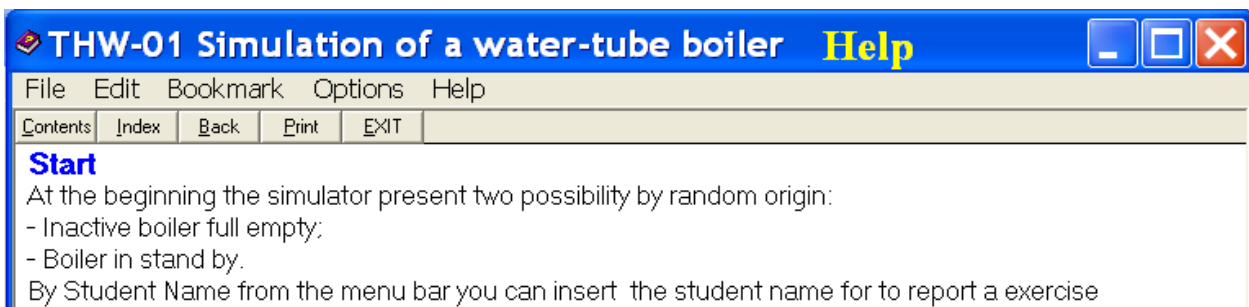 THW-01 Simulation of a water-tube boiler Help
File Edit Bookmark Options Help
Contents Index Back Print EXIT
Start
At the beginning the simulator present two possibility by random origin:
- Inactive boiler full empty;
- Boiler in stand by.
By Student Name from the menu bar you can insert the student name for to report a exercise